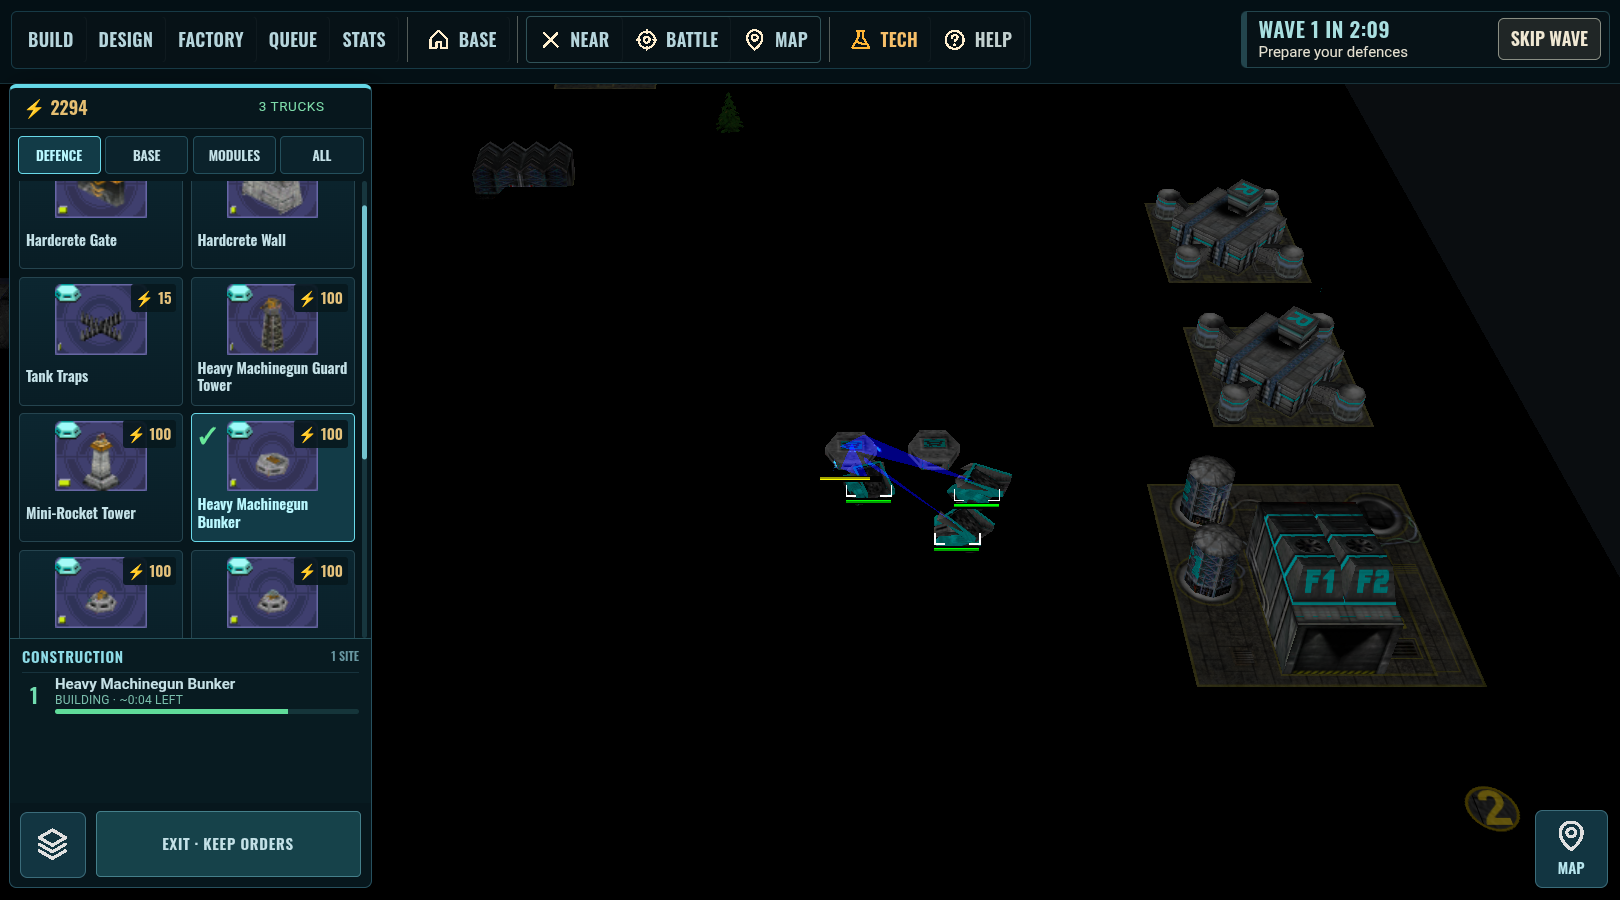 BUILD
DESIGN
FACTORY
QUEUE
STATS
BASE
NEAR
BATTLE
MAP
TECH
HELP
WAVE 1 IN 2:09
Prepare your defences
SKIP WAVE
2294
3 TRUCKS
DEFENCE
BASE
MODULES
ALL
Hardcrete Gate
Hardcrete Wall
15
100
Tank Traps
Heavy Machinegun Guard
Tower
100
100
Mini-Rocket Tower
Heavy Machinegun
Bunker
100
100
CONSTRUCTION
1 SITE
1
Heavy Machinegun Bunker
BUILDING · ~0:04 LEFT
EXIT · KEEP ORDERS
R
R
F1 F2
2
MAP